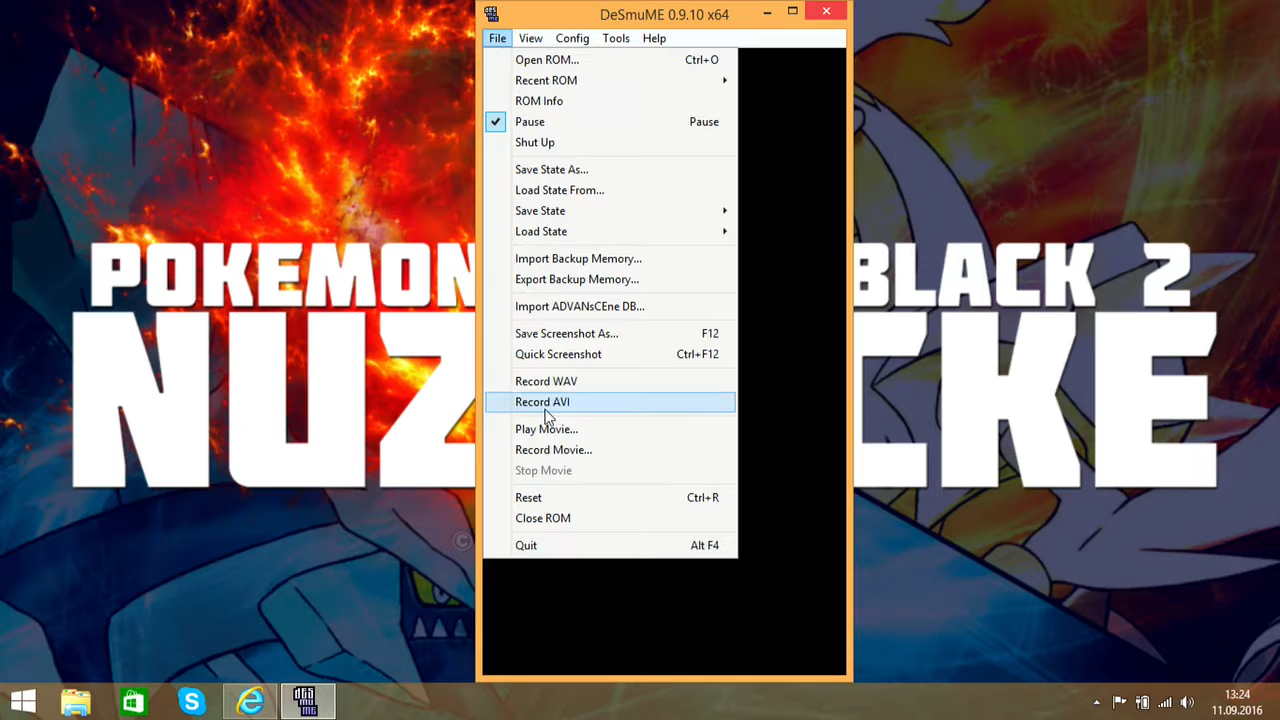 DeSmuME 0.9.10 x64
File View Config Tools Help
Open ROM... Ctrl+O
Recent ROM
ROM Info
Pause Pause
Shut Up
Save State As...
Load State From...
Save State
Load State
Import Backup Memory...
Export Backup Memory...
Import ADVANsCEne DB...
Save Screenshot As... F12
Quick Screenshot Ctrl+F12
Record WAV
Record AVI
Play Movie...
Record Movie...
Stop Movie
Reset Ctrl+R
Close ROM
Quit Alt F4
POKEMON BLACK 2
NUZ CKE
©
13:24
11.09.2016